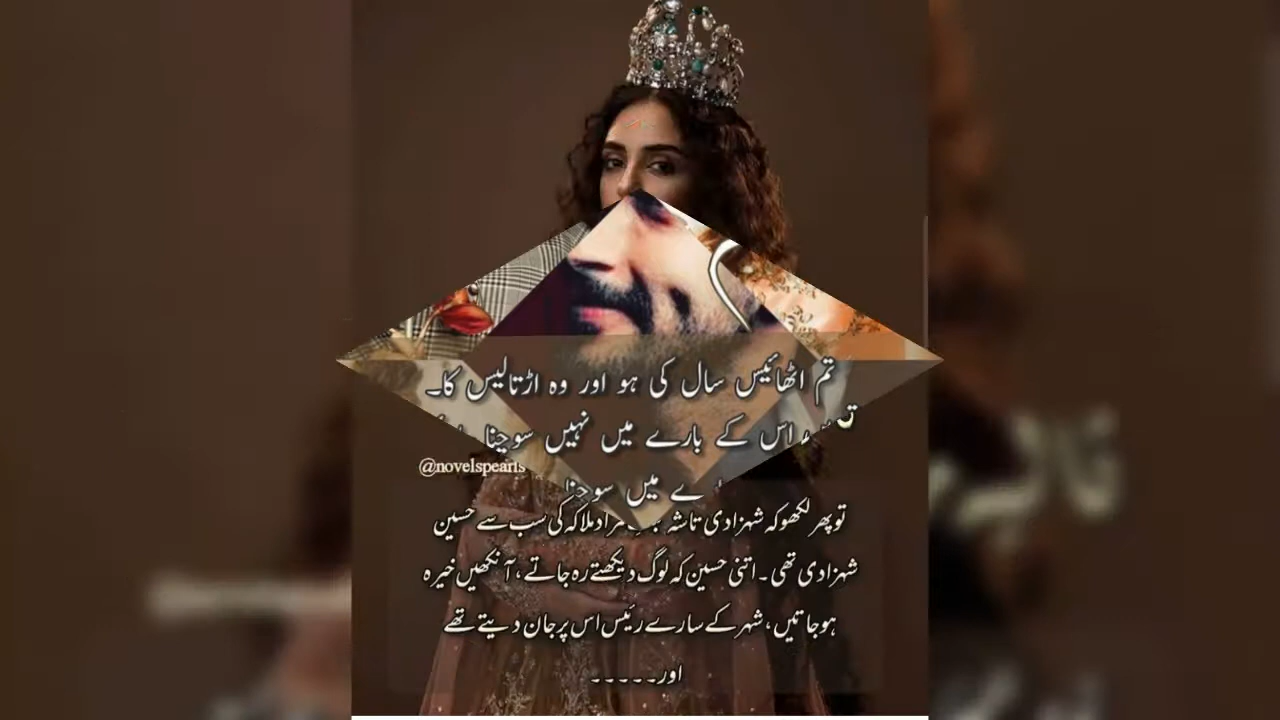 تم اٹھائیس سال کی ہو اور وہ اڑتالیس کا۔
اس کے بارے میں نہیں سوچنا
@novelspearls
ے میں سوچنا
تو پھر لکھو کہ شہزادی تاشہ مراد ملاکہ کی سب سے حسین
شہزادی تھی۔ اتنی حسین کہ لوگ دیکھتے رہ جاتے، آنکھیں خیرہ
ہو جاتیں، شہر کے سارے رئیس اس پر جان دیتے تھے
اور۔۔۔۔۔